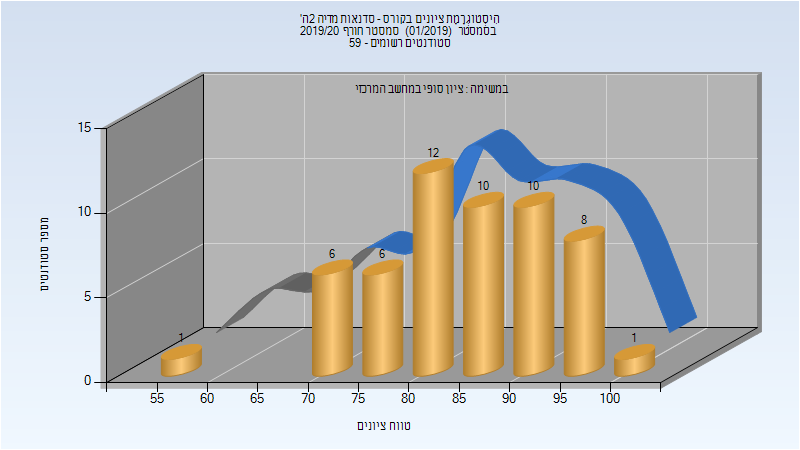 היסטוגרמת ציונים בקורס - סדנאות מדיה 2ה'
בסמסטר (01/2019) סמסטר חורף 2019/20
סטודנטים רשומים - 59
במשימה : ציון סופי במחשב המרכזי
15
10
5
0
מספר סטודנטים
1
6
6
12
10
10
8
1
55 60 65 70 75 80 85 90 95 100
טווח ציונים